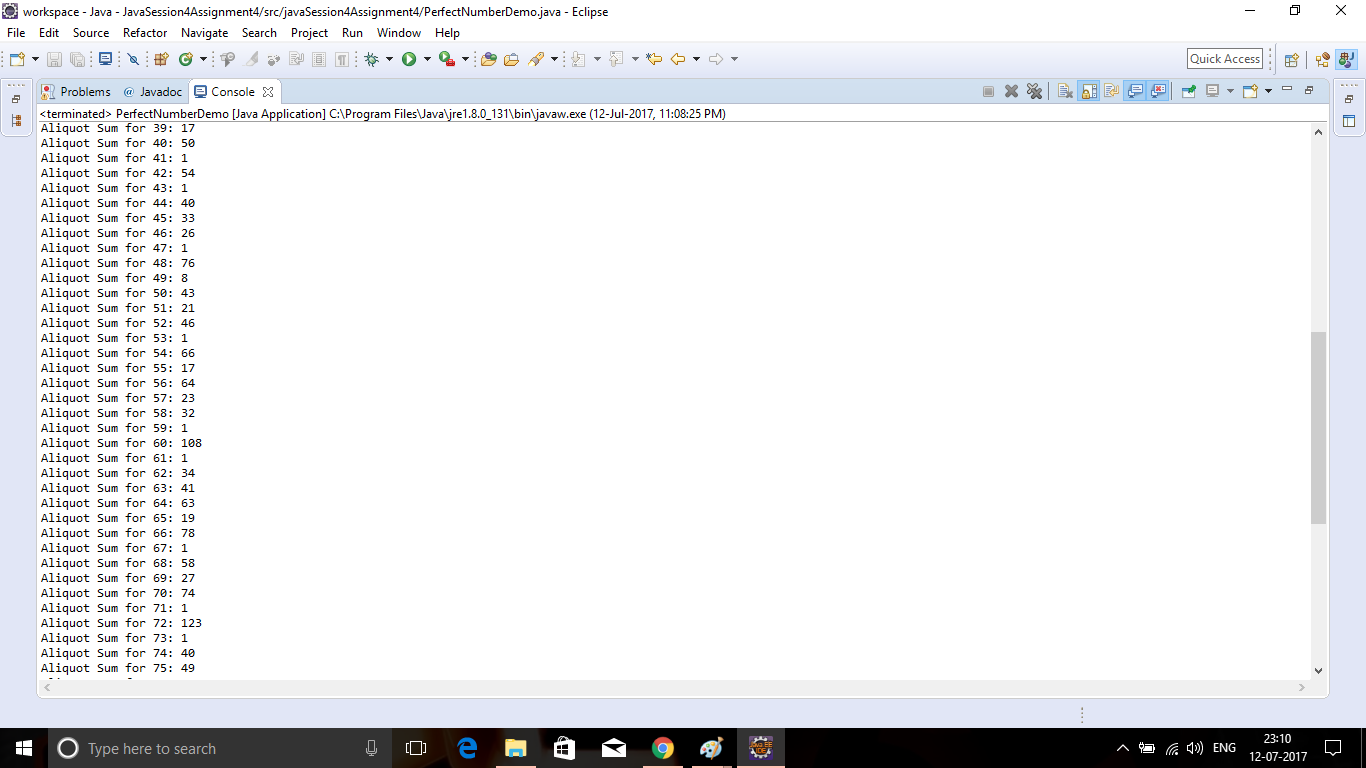 workspace - Java - JavaSession4Assignment4/src/javaSession4Assignment4/PerfectNumberDemo.java - Eclipse
File Edit Source Refactor Navigate Search Project Run Window Help
Quick Access
Problems @ Javadoc Console
<terminated> PerfectNumberDemo [Java Application] C:\Program Files\Java\jre1.8.0_131\bin\javaw.exe (12-Jul-2017, 11:08:25 PM)
Aliquot Sum for 39: 17
Aliquot Sum for 40: 50
Aliquot Sum for 41: 1
Aliquot Sum for 42: 54
Aliquot Sum for 43: 1
Aliquot Sum for 44: 40
Aliquot Sum for 45: 33
Aliquot Sum for 46: 26
Aliquot Sum for 47: 1
Aliquot Sum for 48: 76
Aliquot Sum for 49: 8
Aliquot Sum for 50: 43
Aliquot Sum for 51: 21
Aliquot Sum for 52: 46
Aliquot Sum for 53: 1
Aliquot Sum for 54: 66
Aliquot Sum for 55: 17
Aliquot Sum for 56: 64
Aliquot Sum for 57: 23
Aliquot Sum for 58: 32
Aliquot Sum for 59: 1
Aliquot Sum for 60: 108
Aliquot Sum for 61: 1
Aliquot Sum for 62: 34
Aliquot Sum for 63: 41
Aliquot Sum for 64: 63
Aliquot Sum for 65: 19
Aliquot Sum for 66: 78
Aliquot Sum for 67: 1
Aliquot Sum for 68: 58
Aliquot Sum for 69: 27
Aliquot Sum for 70: 74
Aliquot Sum for 71: 1
Aliquot Sum for 72: 123
Aliquot Sum for 73: 1
Aliquot Sum for 74: 40
Aliquot Sum for 75: 49
Type here to search
Java EE
IDE
ENG
23:10
12-07-2017